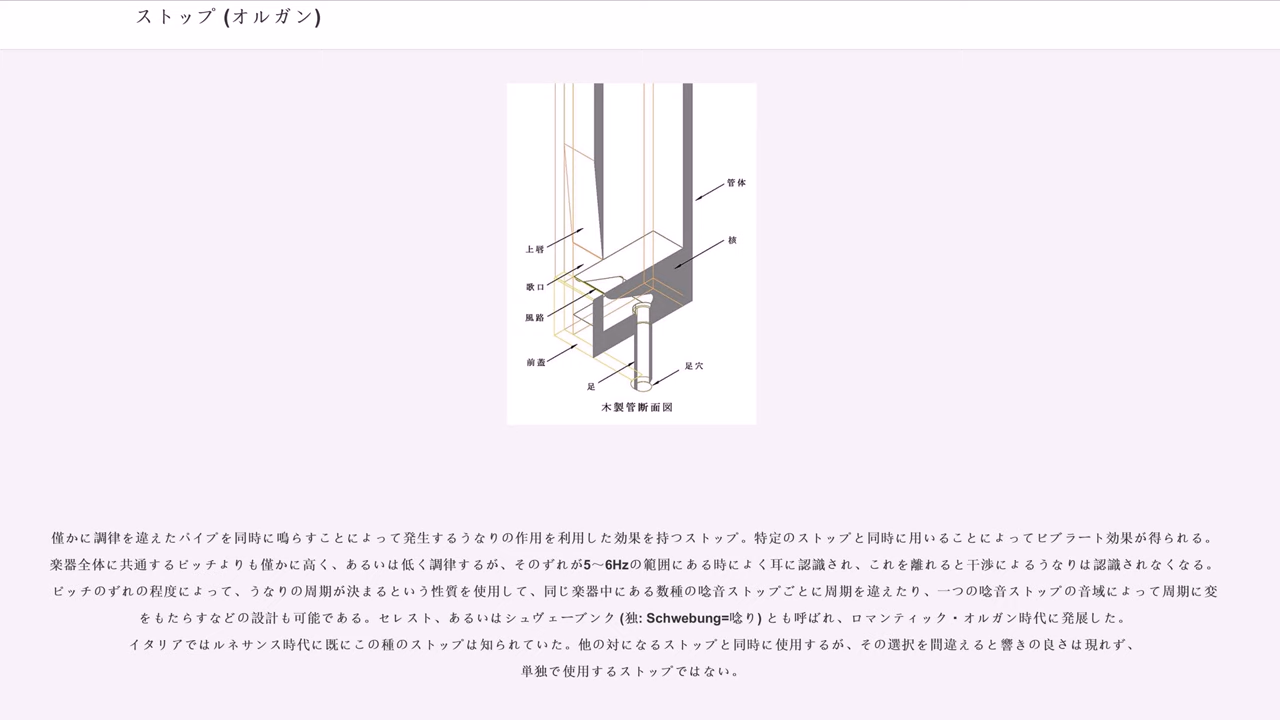 ストップ (オルガン)
管体
核
上唇
歌口
風路
前蓋
足穴
足
木製管断面図
僅かに調律を違えたパイプを同時に鳴らすことによって発生するうなりの作用を利用した効果を持つストップ。特定のストップと同時に用いることによってビブラート効果が得られる。
楽器全体に共通するピッチよりも僅かに高く、あるいは低く調律するが、そのずれが5〜6Hzの範囲にある時によく耳に認識され、これを離れると干渉によるうなりは認識されなくなる。
ピッチのずれの程度によって、うなりの周期が決まるという性質を使用して、同じ楽器中にある数種の唸音ストップごとに周期を違えたり、一つの唸音ストップの音域によって周期に変
をもたらすなどの設計も可能である。セレスト、あるいはシュヴェーブンク (独: Schwebung=唸り) とも呼ばれ、ロマンティック・オルガン時代に発展した。
イタリアではルネサンス時代に既にこの種のストップは知られていた。他の対になるストップと同時に使用するが、その選択を間違えると響きの良さは現れず、
単独で使用するストップではない。